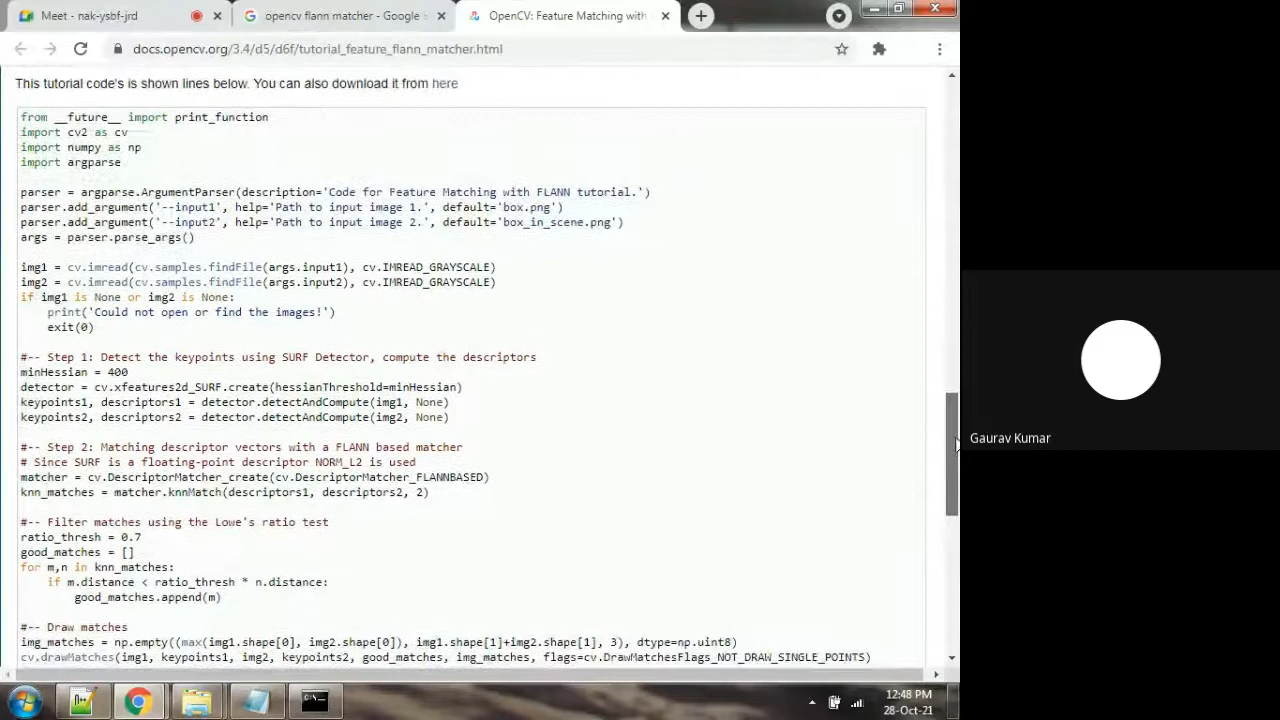 Meet - nak-ysbf-jrd
opencv flann matcher - Google
OpenCV: Feature Matching with
docs.opencv.org/3.4/d5/d6f/tutorial_feature_flann_matcher.html
This tutorial code's is shown lines below. You can also download it from here
from __future__ import print_function
import cv2 as cv
import numpy as np
import argparse
parser = argparse.ArgumentParser(description='Code for Feature Matching with FLANN tutorial.')
parser.add_argument('--input1', help='Path to input image 1.', default='box.png')
parser.add_argument('--input2', help='Path to input image 2.', default='box_in_scene.png')
args = parser.parse_args()
img1 = cv.imread(cv.samples.findFile(args.input1), cv.IMREAD_GRAYSCALE)
img2 = cv.imread(cv.samples.findFile(args.input2), cv.IMREAD_GRAYSCALE)
if img1 is None or img2 is None:
    print('Could not open or find the images!')
    exit(0)
#-- Step 1: Detect the keypoints using SURF Detector, compute the descriptors
minHessian = 400
detector = cv.xfeatures2d_SURF.create(hessianThreshold=minHessian)
keypoints1, descriptors1 = detector.detectAndCompute(img1, None)
keypoints2, descriptors2 = detector.detectAndCompute(img2, None)
#-- Step 2: Matching descriptor vectors with a FLANN based matcher
# Since SURF is a floating-point descriptor NORM_L2 is used
matcher = cv.DescriptorMatcher_create(cv.DescriptorMatcher_FLANNBASED)
knn_matches = matcher.knnMatch(descriptors1, descriptors2, 2)
#-- Filter matches using the Lowe's ratio test
ratio_thresh = 0.7
good_matches = []
for m,n in knn_matches:
    if m.distance < ratio_thresh * n.distance:
        good_matches.append(m)
#-- Draw matches
img_matches = np.empty((max(img1.shape[0], img2.shape[0]), img1.shape[1]+img2.shape[1], 3), dtype=np.uint8)
cv.drawMatches(img1, keypoints1, img2, keypoints2, good_matches, img_matches, flags=cv.DrawMatchesFlags_NOT_DRAW_SINGLE_POINTS)
Gaurav Kumar
12:48 PM
28-Oct-21